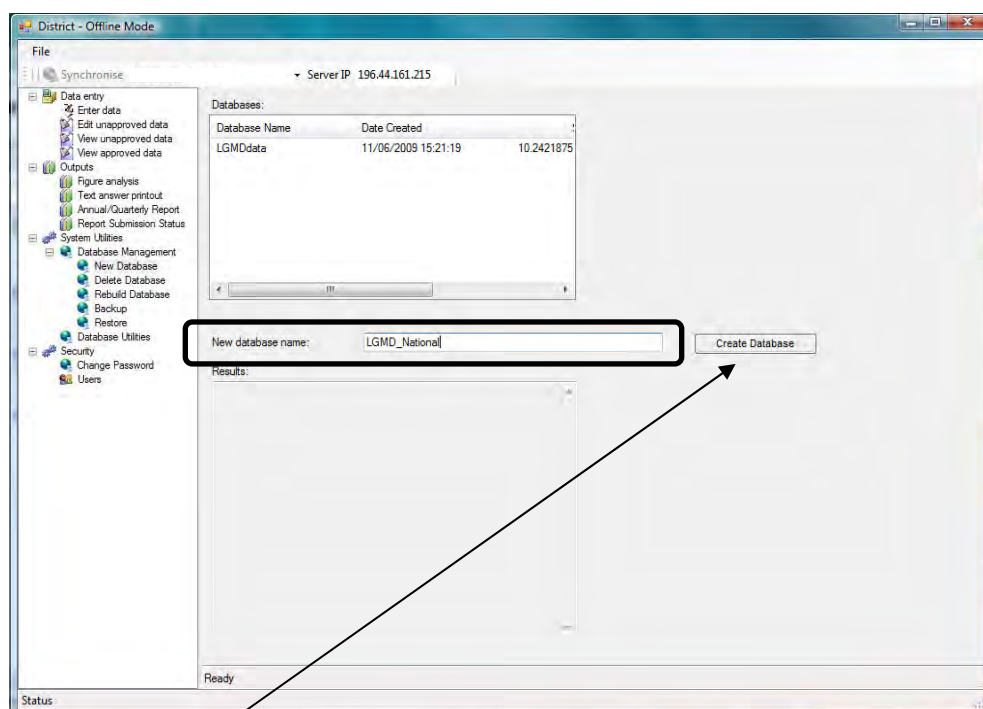 District - Offline Mode
File
Synchronise
Server IP 196.44.161.215
Data entry
Enter data
Edit unapproved data
View unapproved data
View approved data
Outputs
Figure analysis
Text answer printout
Annual/Quarterly Report
Report Submission Status
System Utilities
Database Management
New Database
Delete Database
Rebuild Database
Backup
Restore
Database Utilities
Security
Change Password
Users
Databases:
Database Name Date Created
LGMDdata 11/06/2009 15:21:19 10.2421875
New database name: LGMD_National Create Database
Results:
Ready
Status